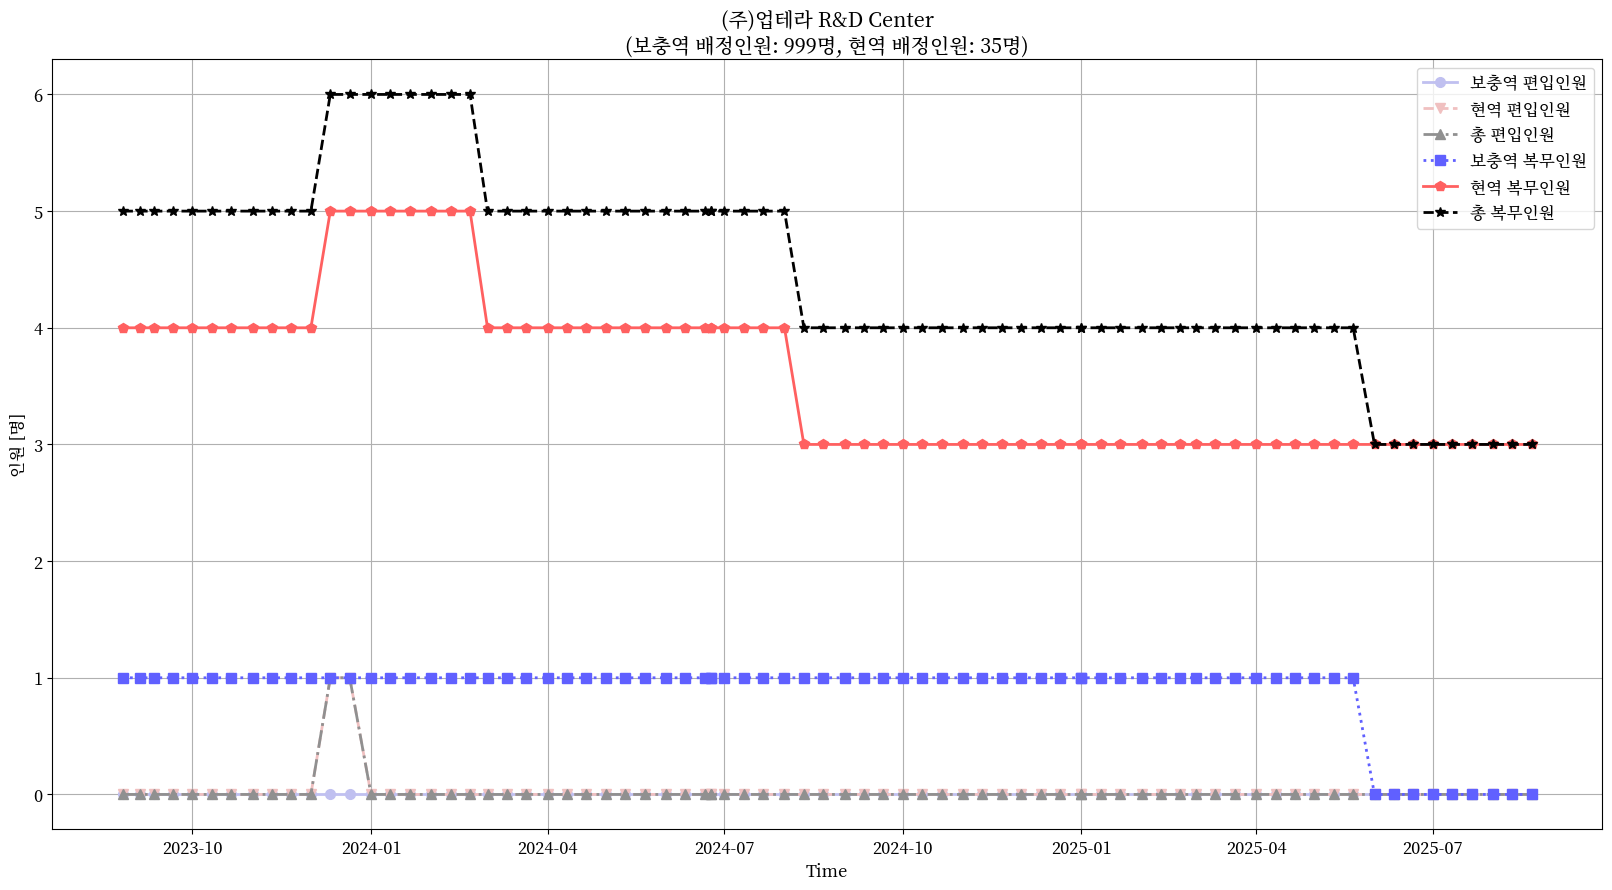 (주)업테라 R&D Center
(보충역 배정인원: 999명, 현역 배정인원: 35명)
보충역 편입인원
현역 편입인원
총 편입인원
보충역 복무인원
현역 복무인원
총 복무인원
인원 [명]
6
5
4
3
2
1
0
2023-10
2024-01
2024-04
2024-07
2024-10
2025-01
2025-04
2025-07
Time